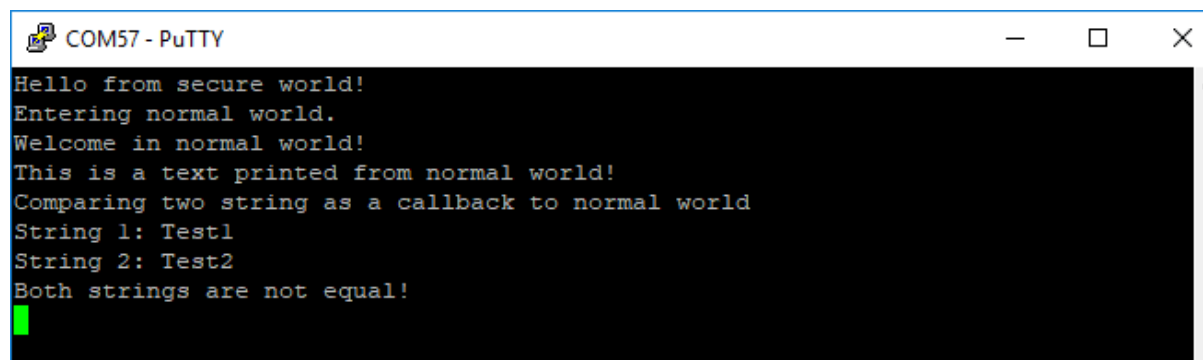 COM57 - PuTTY
Hello from secure world!
Entering normal world.
Welcome in normal world!
This is a text printed from normal world!
Comparing two string as a callback to normal world
String 1: Test1
String 2: Test2
Both strings are not equal!